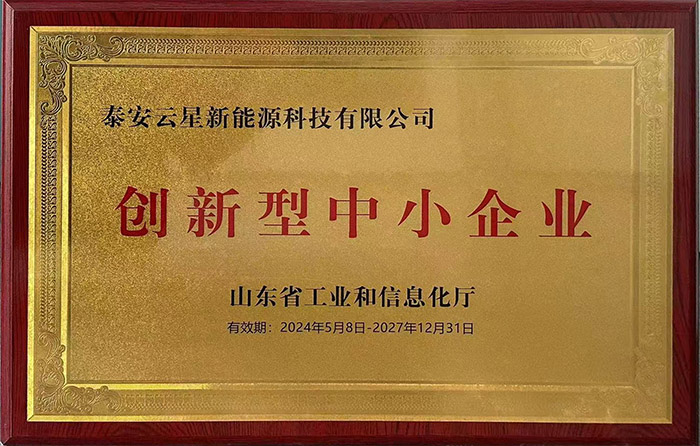 泰安云星新能源科技有限公司
创新型中小企业
山东省工业和信息化厅
有效期：2024年5月8日-2027年12月31日